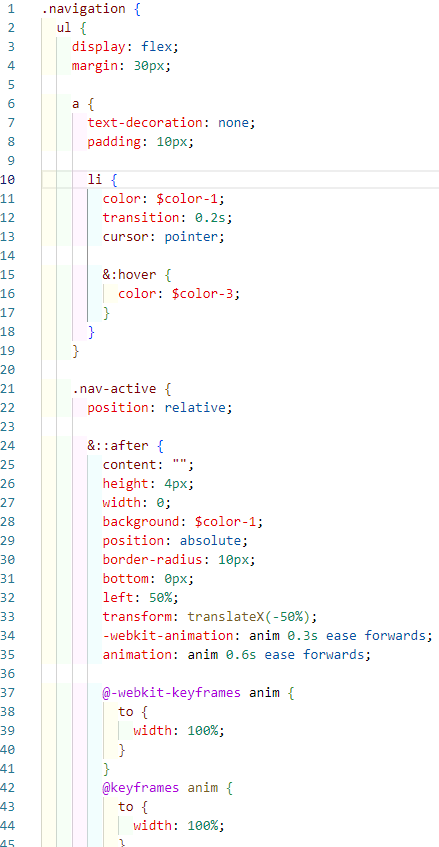 1 .navigation {
2 ul {
3 display: flex;
4 margin: 30px;
5
6 a {
7 text-decoration: none;
8 padding: 10px;
9
10 li {
11 color: $color-1;
12 transition: 0.2s;
13 cursor: pointer;
14
15 &:hover {
16 color: $color-3;
17 }
18 }
19 }
20
21 .nav-active {
22 position: relative;
23
24 &::after {
25 content: "";
26 height: 4px;
27 width: 0;
28 background: $color-1;
29 position: absolute;
30 border-radius: 10px;
31 bottom: 0px;
32 left: 50%;
33 transform: translateX(-50%);
34 -webkit-animation: anim 0.3s ease forwards;
35 animation: anim 0.6s ease forwards;
36
37 @-webkit-keyframes anim {
38 to {
39 width: 100%;
40 }
41 }
42 @keyframes anim {
43 to {
44 width: 100%;
45 }